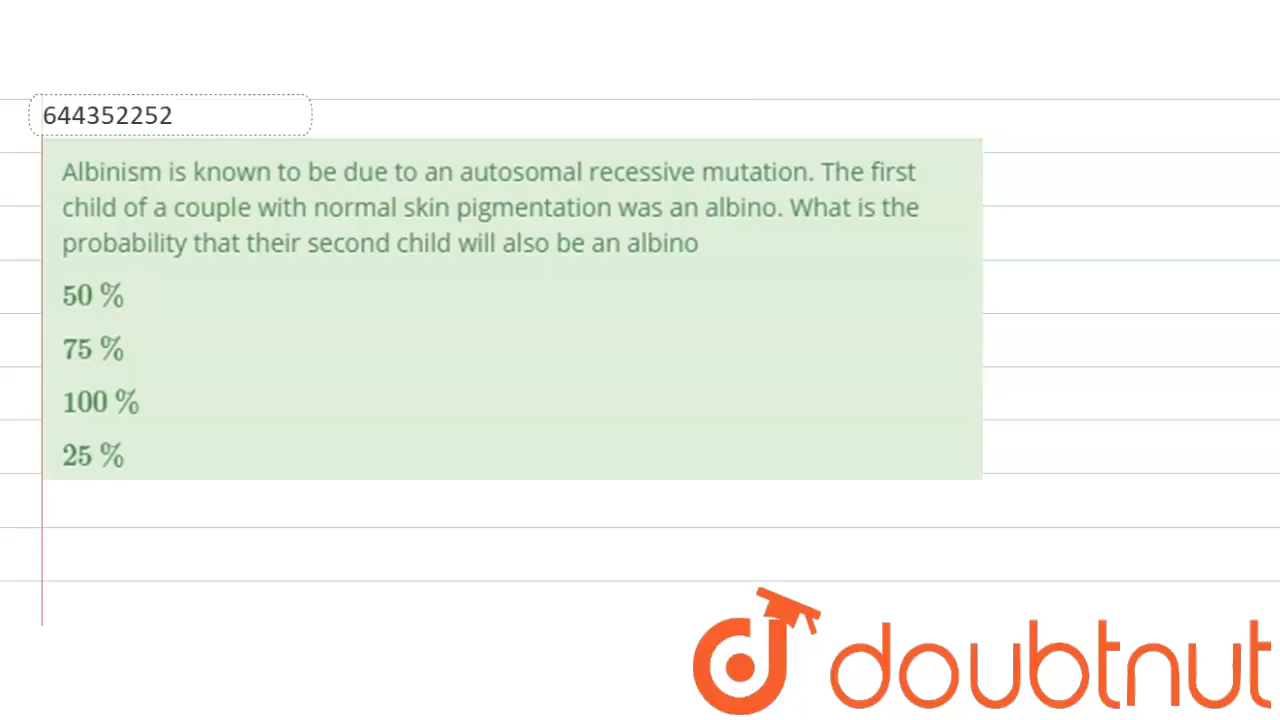 644352252
Albinism is known to be due to an autosomal recessive mutation. The first
child of a couple with normal skin pigmentation was an albino. What is the
probability that their second child will also be an albino
50 %
75 %
100 %
25 %
doubtnut